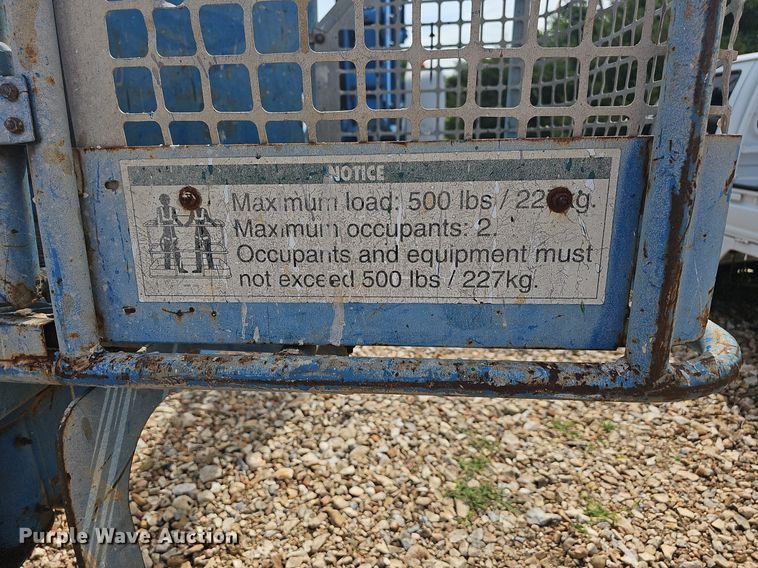 NOTICE
Maximum load: 500 lbs / 227kg.
Maximum occupants: 2.
Occupants and equipment must
not exceed 500 lbs / 227kg.
Purple Wave Auction